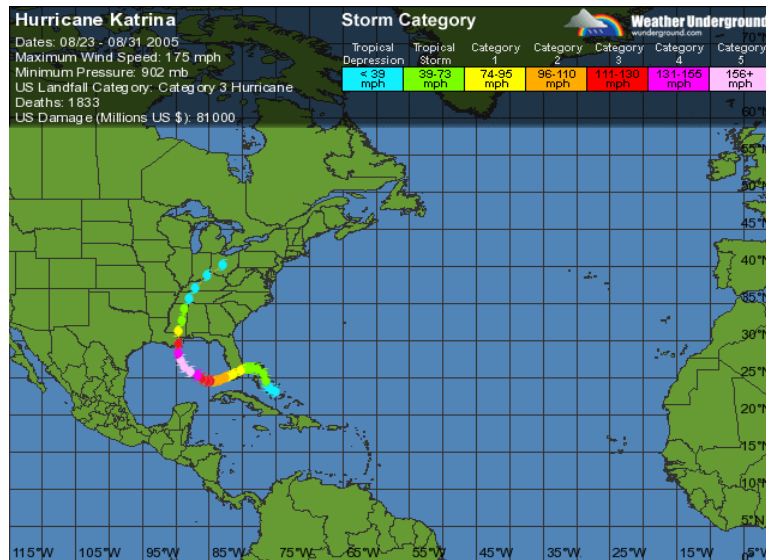 Hurricane Katrina
Dates: 08/23 - 08/31 2005
Maximum Wind Speed: 175 mph
Minimum Pressure: 902 mb
US Landfall Category: Category 3 Hurricane
Deaths: 1833
US Damage (Millions US $): 81000
Storm Category
Weather Underground
wunderground.com
Tropical Depression
< 39 mph
Tropical Storm
39-73 mph
Category 1
74-95 mph
Category 2
96-110 mph
Category 3
111-130 mph
Category 4
131-155 mph
Category 5
156+ mph
70°N
65°N
60°N
55°N
50°N
45°N
40°N
35°N
30°N
25°N
20°N
15°N
10°N
5°N
0°N
115°W 105°W 95°W 85°W 75°W 65°W 55°W 45°W 35°W 25°W 15°W 5°W